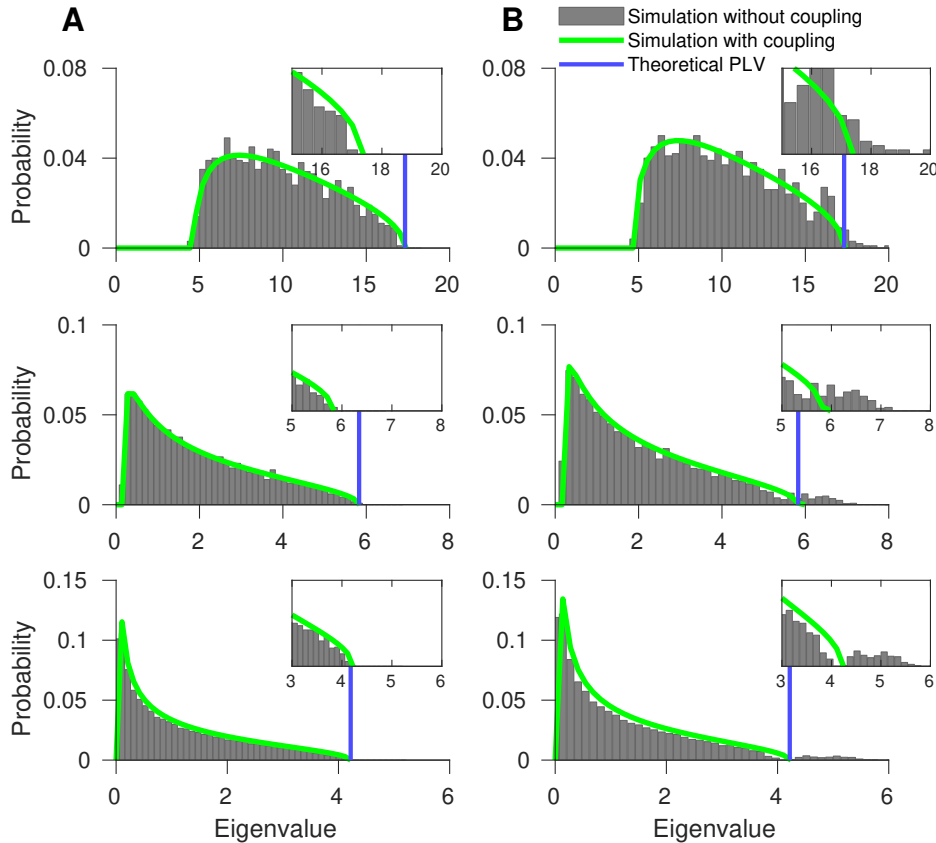 A
B
Simulation without coupling
Simulation with coupling
Theoretical PLV
0.08
0.04
0
Probability
0 5 10 15 20
16 18 20
0 5 10 15 20
16 18 20
0.1
0.05
0
Probability
0 2 4 6 8
5 6 7 8
0.1
0.05
0
0 2 4 6 8
5 6 7 8
0.15
0.1
0.05
0
Probability
0 2 4 6
3 4 5 6
Eigenvalue
0.15
0.1
0.05
0
0 2 4 6
3 4 5 6
Eigenvalue
0.08
0.04
0